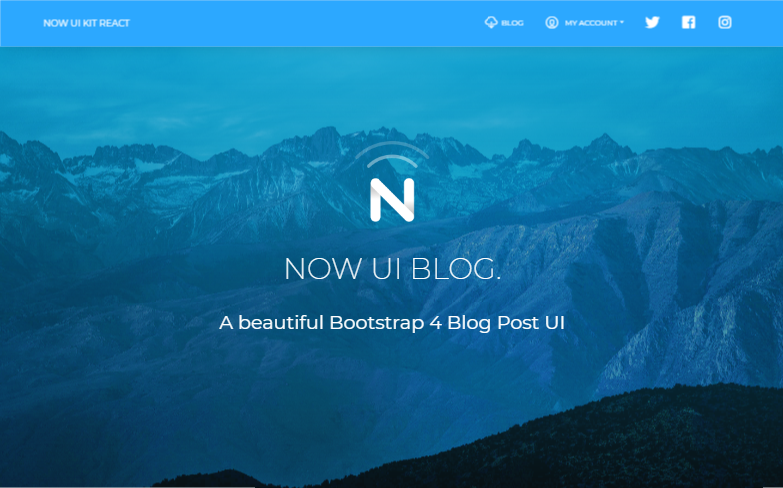 NOW UI KIT REACT
BLOG
MY ACCOUNT
N
NOW UI BLOG.
A beautiful Bootstrap 4 Blog Post UI